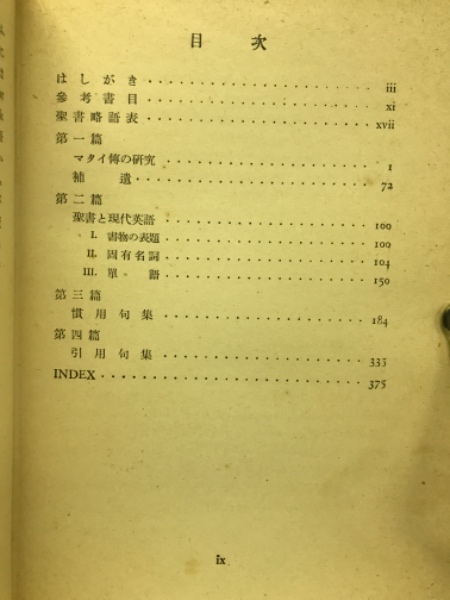 目次
はしがき・・・・・・・・・・・・・・・・・・・・iii
參考書目・・・・・・・・・・・・・・・・・・・・xi
聖書略語表・・・・・・・・・・・・・・・・・・・xvii
第一篇
マタイ傳の研究・・・・・・・・・・・・・・・・・1
補遺・・・・・・・・・・・・・・・・・・・・・・72
第二篇
聖書と現代英語・・・・・・・・・・・・・・・・・100
I. 書物の表題・・・・・・・・・・・・・・・・・・100
II. 固有名詞・・・・・・・・・・・・・・・・・・・104
III. 單語・・・・・・・・・・・・・・・・・・・・150
第三篇
慣用句集・・・・・・・・・・・・・・・・・・・・184
第四篇
引用句集・・・・・・・・・・・・・・・・・・・・335
INDEX・・・・・・・・・・・・・・・・・・・・・375
ix